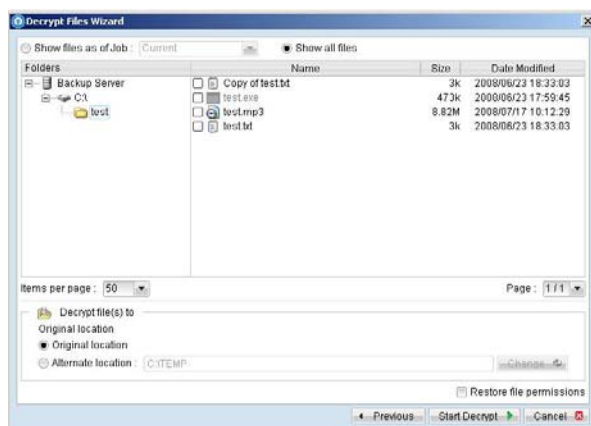 Decrypt Files Wizard
Show files as of Job : Current Show all files
Folders Name Size Date Modified
Backup Server Copy of test.txt 3k 2008/06/23 18:33:03
C:\ test.exe 473k 2008/06/23 17:59:45
test test.mp3 8.82M 2008/07/17 10:12:29
test.txt 3k 2008/06/23 18:33:03
Items per page : 50 Page : 1 / 1
Decrypt file(s) to
Original location
Original location
Alternate location : C:\TEMP Change
Restore file permissions
Previous Start Decrypt Cancel